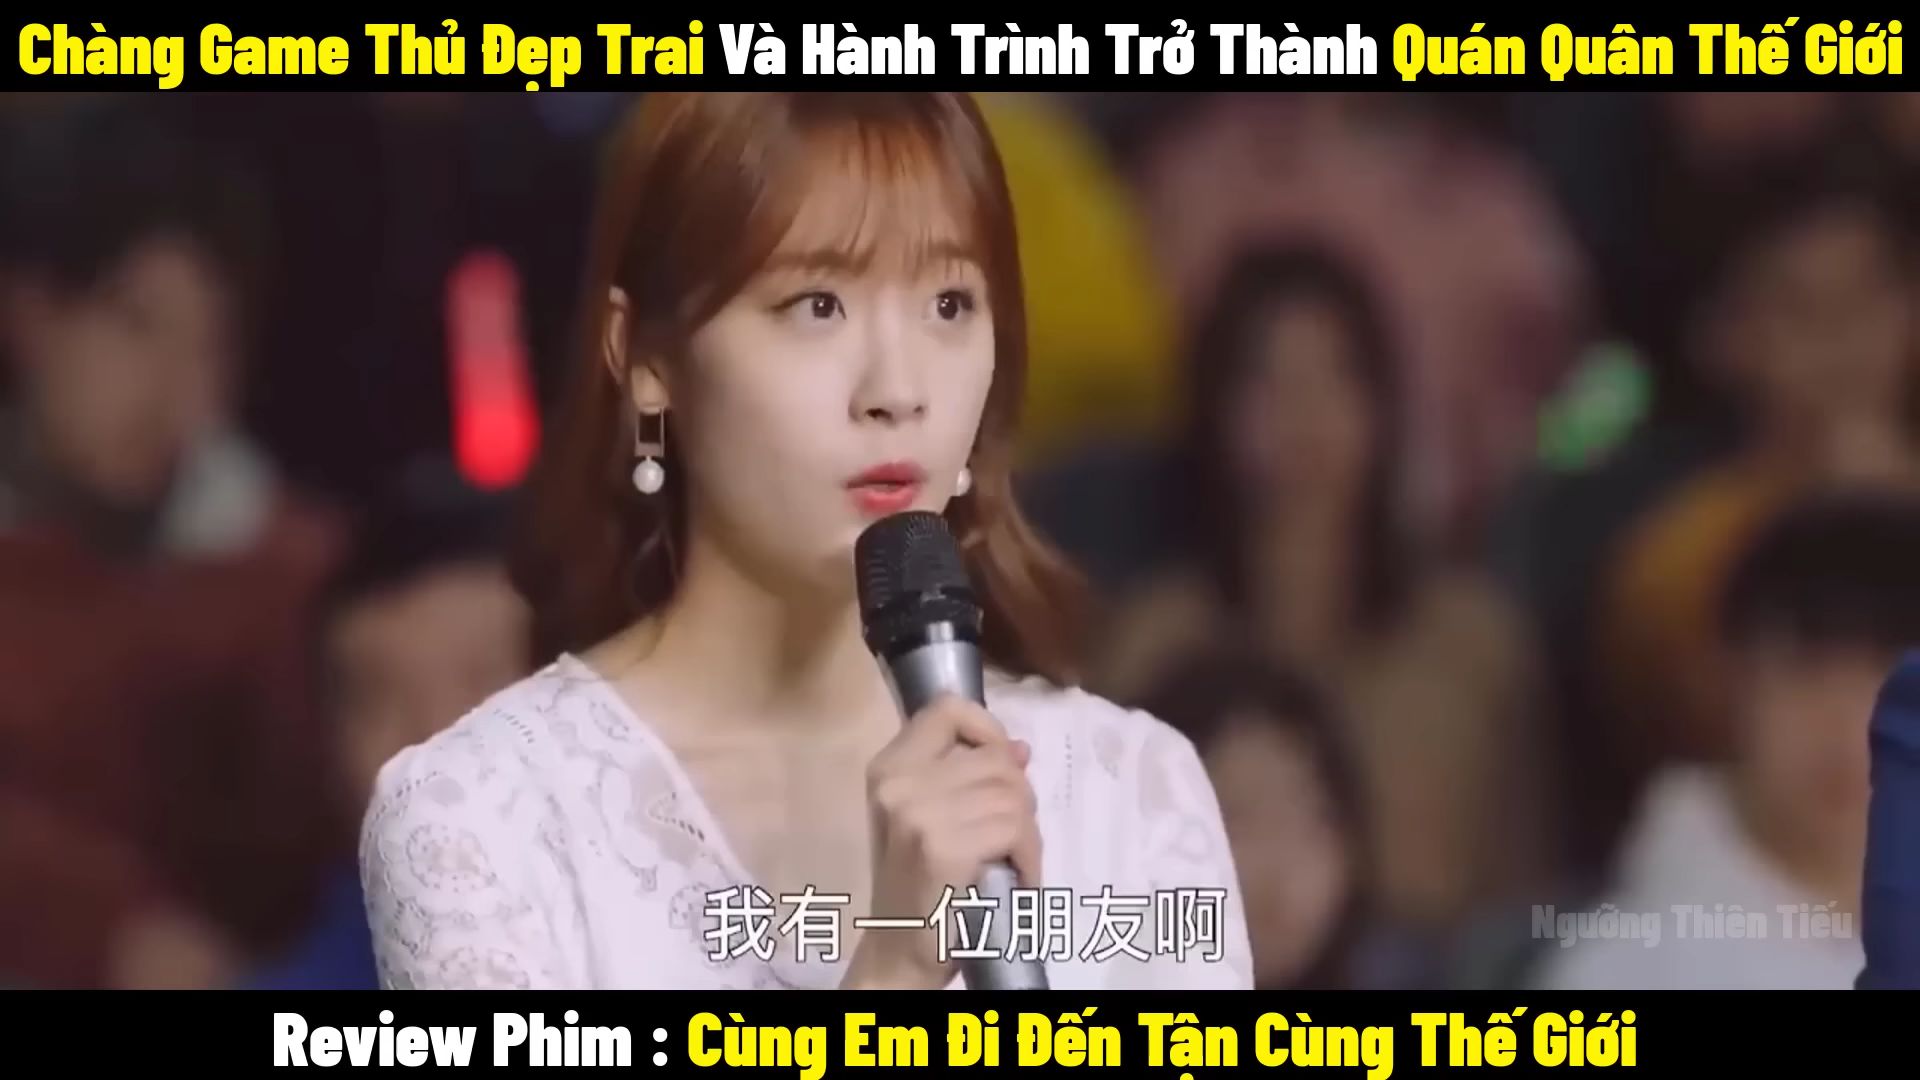 Chàng Game Thủ Đẹp Trai Và Hành Trình Trở Thành Quán Quân Thế Giới
我有一位朋友啊
Ngưỡng Thiên Tiếu
Review Phim : Cùng Em Đi Đến Tận Cùng Thế Giới